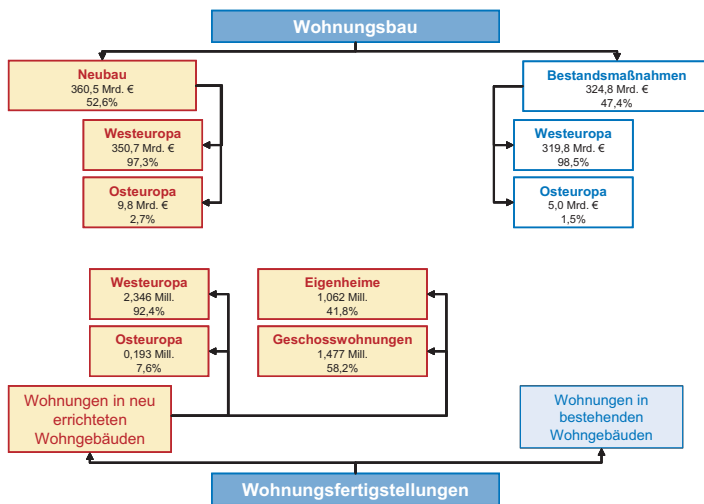 Wohnungsbau
Neubau
360,5 Mrd. €
52,6%
Bestandsmaßnahmen
324,8 Mrd. €
47,4%
Westeuropa
350,7 Mrd. €
97,3%
Westeuropa
319,8 Mrd. €
98,5%
Osteuropa
9,8 Mrd. €
2,7%
Osteuropa
5,0 Mrd. €
1,5%
Westeuropa
2,346 Mill.
92,4%
Eigenheime
1,062 Mill.
41,8%
Osteuropa
0,193 Mill.
7,6%
Geschosswohnungen
1,477 Mill.
58,2%
Wohnungen in neu
errichteten
Wohngebäuden
Wohnungen in
bestehenden
Wohngebäuden
Wohnungsfertigstellungen